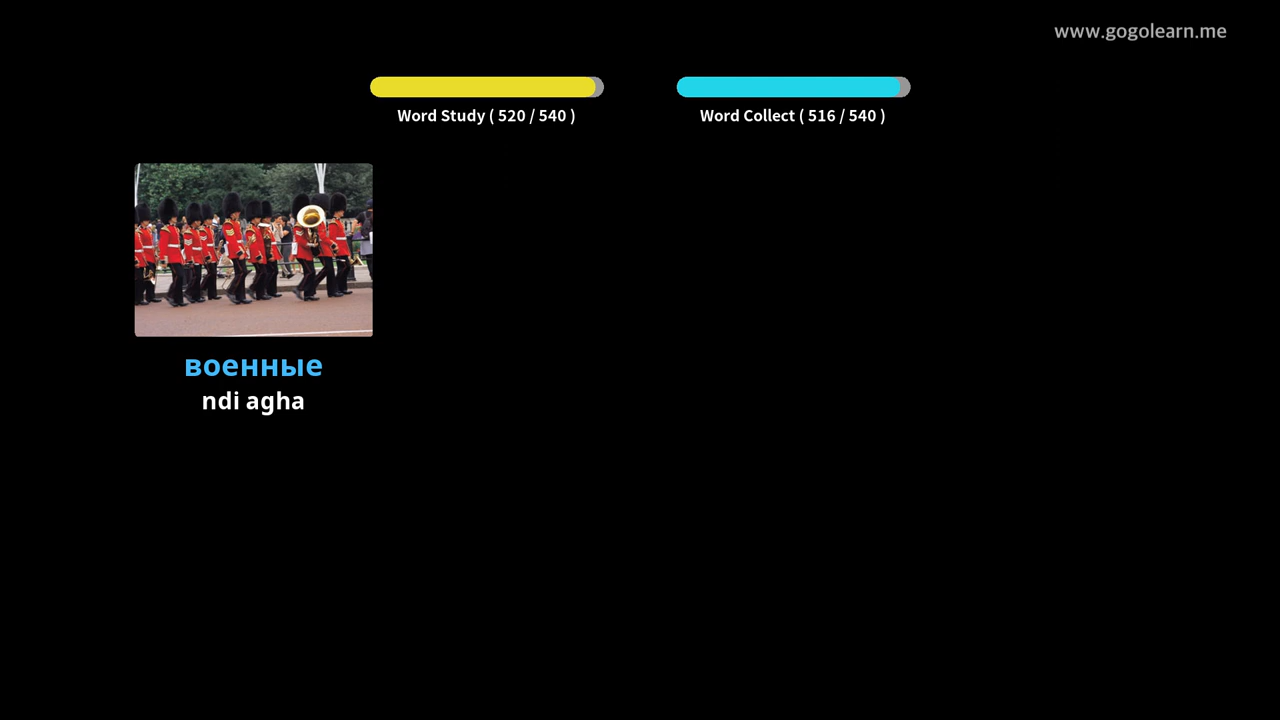 www.gogolearn.me
Word Study ( 520 / 540 )
Word Collect ( 516 / 540 )
военные
ndi agha